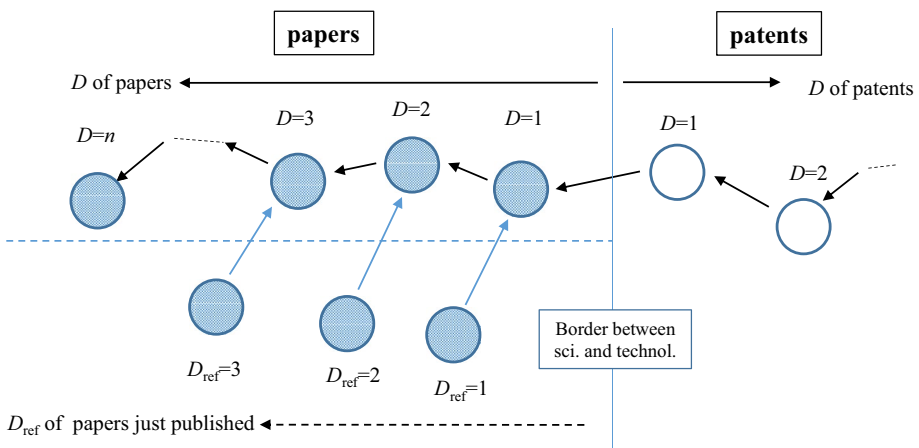 papers
patents
D of papers
D of patents
D=n
D=3
D=2
D=1
D=1
D=2
Border between
sci. and technol.
Dref=3
Dref=2
Dref=1
Dref of papers just published